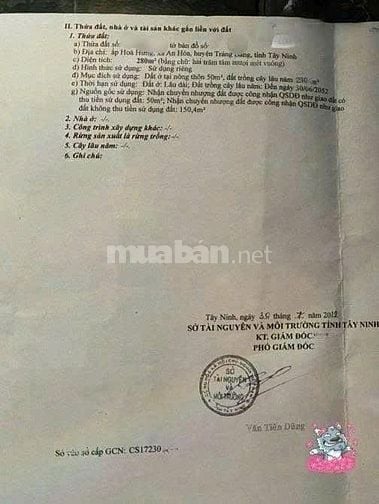 II. Thửa đất, nhà ở và tài sản khác gắn liền với đất
1. Thửa đất:
a) Thửa đất số: tờ bản đồ số:
b) Địa chỉ: ấp Hoà Hưng, xã An Hòa, huyện Trảng Bàng, tỉnh Tây Ninh
c) Diện tích: 280m² (bằng chữ: hai trăm tám mươi mét vuông)
d) Hình thức sử dụng: Sử dụng riêng
đ) Mục đích sử dụng: Đất ở tại nông thôn 50m², đất trồng cây lâu năm 230 m²
e) Thời hạn sử dụng: Đất ở: Lâu dài; Đất trồng cây lâu năm: Đến ngày 30/06/2052
g) Nguồn gốc sử dụng: Nhận chuyển nhượng đất được công nhận QSDĐ như giao đất có
thu tiền sử dụng đất: 50m²; Nhận chuyển nhượng đất được công nhận QSDĐ như giao
đất không thu tiền sử dụng đất: 150,4m²
2. Nhà ở: -/-
3. Công trình xây dựng khác: -/-
4. Rừng sản xuất là rừng trồng: -/-
5. Cây lâu năm: -/-
6. Ghi chú:
muabán.net
Tây Ninh, ngày tháng năm
SỞ TÀI NGUYÊN VÀ MÔI TRƯỜNG TỈNH TÂY NINH
KT. GIÁM ĐỐC
PHÓ GIÁM ĐỐC
SỞ
TÀI NGUYÊN
VÀ
MÔI TRƯỜNG
Văn Tiến Dũng
Số vào sổ cấp GCN: CS17230